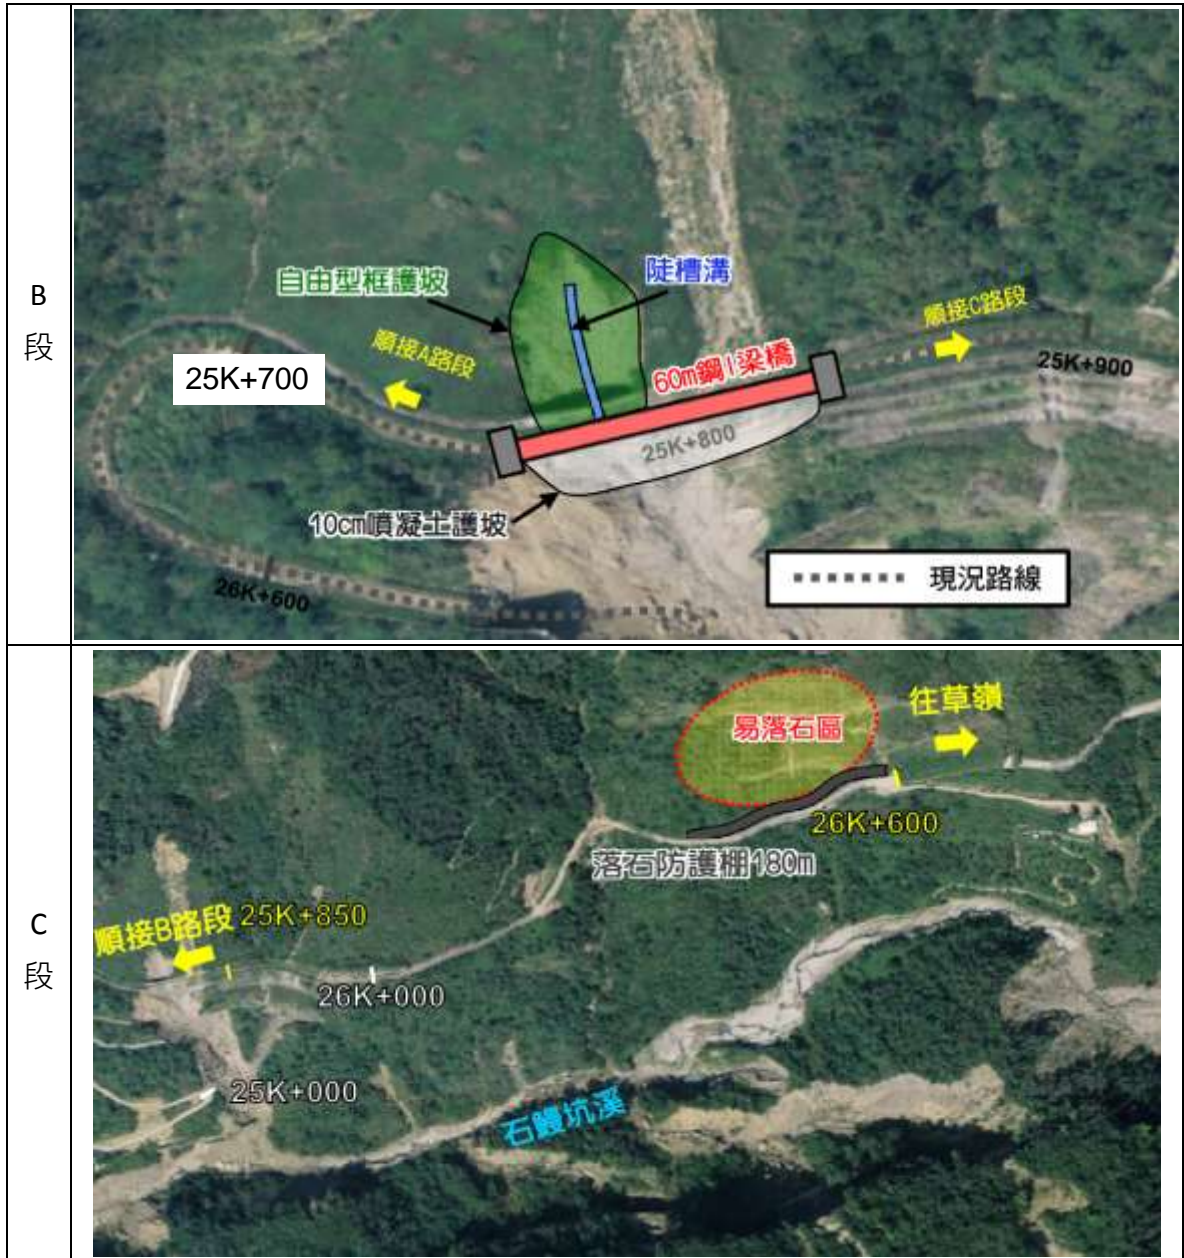 B
段
自由型框護坡
陡槽溝
順接A路段
順接C路段
25K+700
60m鋼I梁橋
25K+900
25K+800
10cm噴凝土護坡
現況路線
26K+600
C
段
往草嶺
易落石區
26K+600
落石防護棚180m
順接B路段 25K+850
26K+000
25K+000
石鰻坑溪